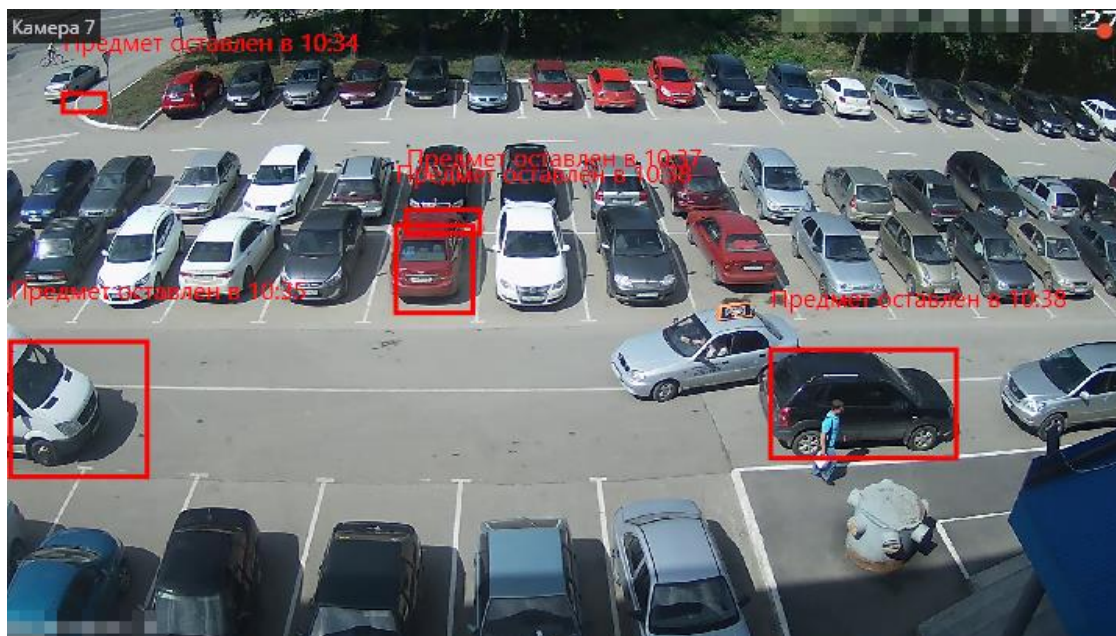 Камера 7
27
Предмет оставлен в 10:34
Предмет оставлен в 10:37
Предмет оставлен в 10:38
Предмет оставлен в 10:35
Предмет оставлен в 10:38